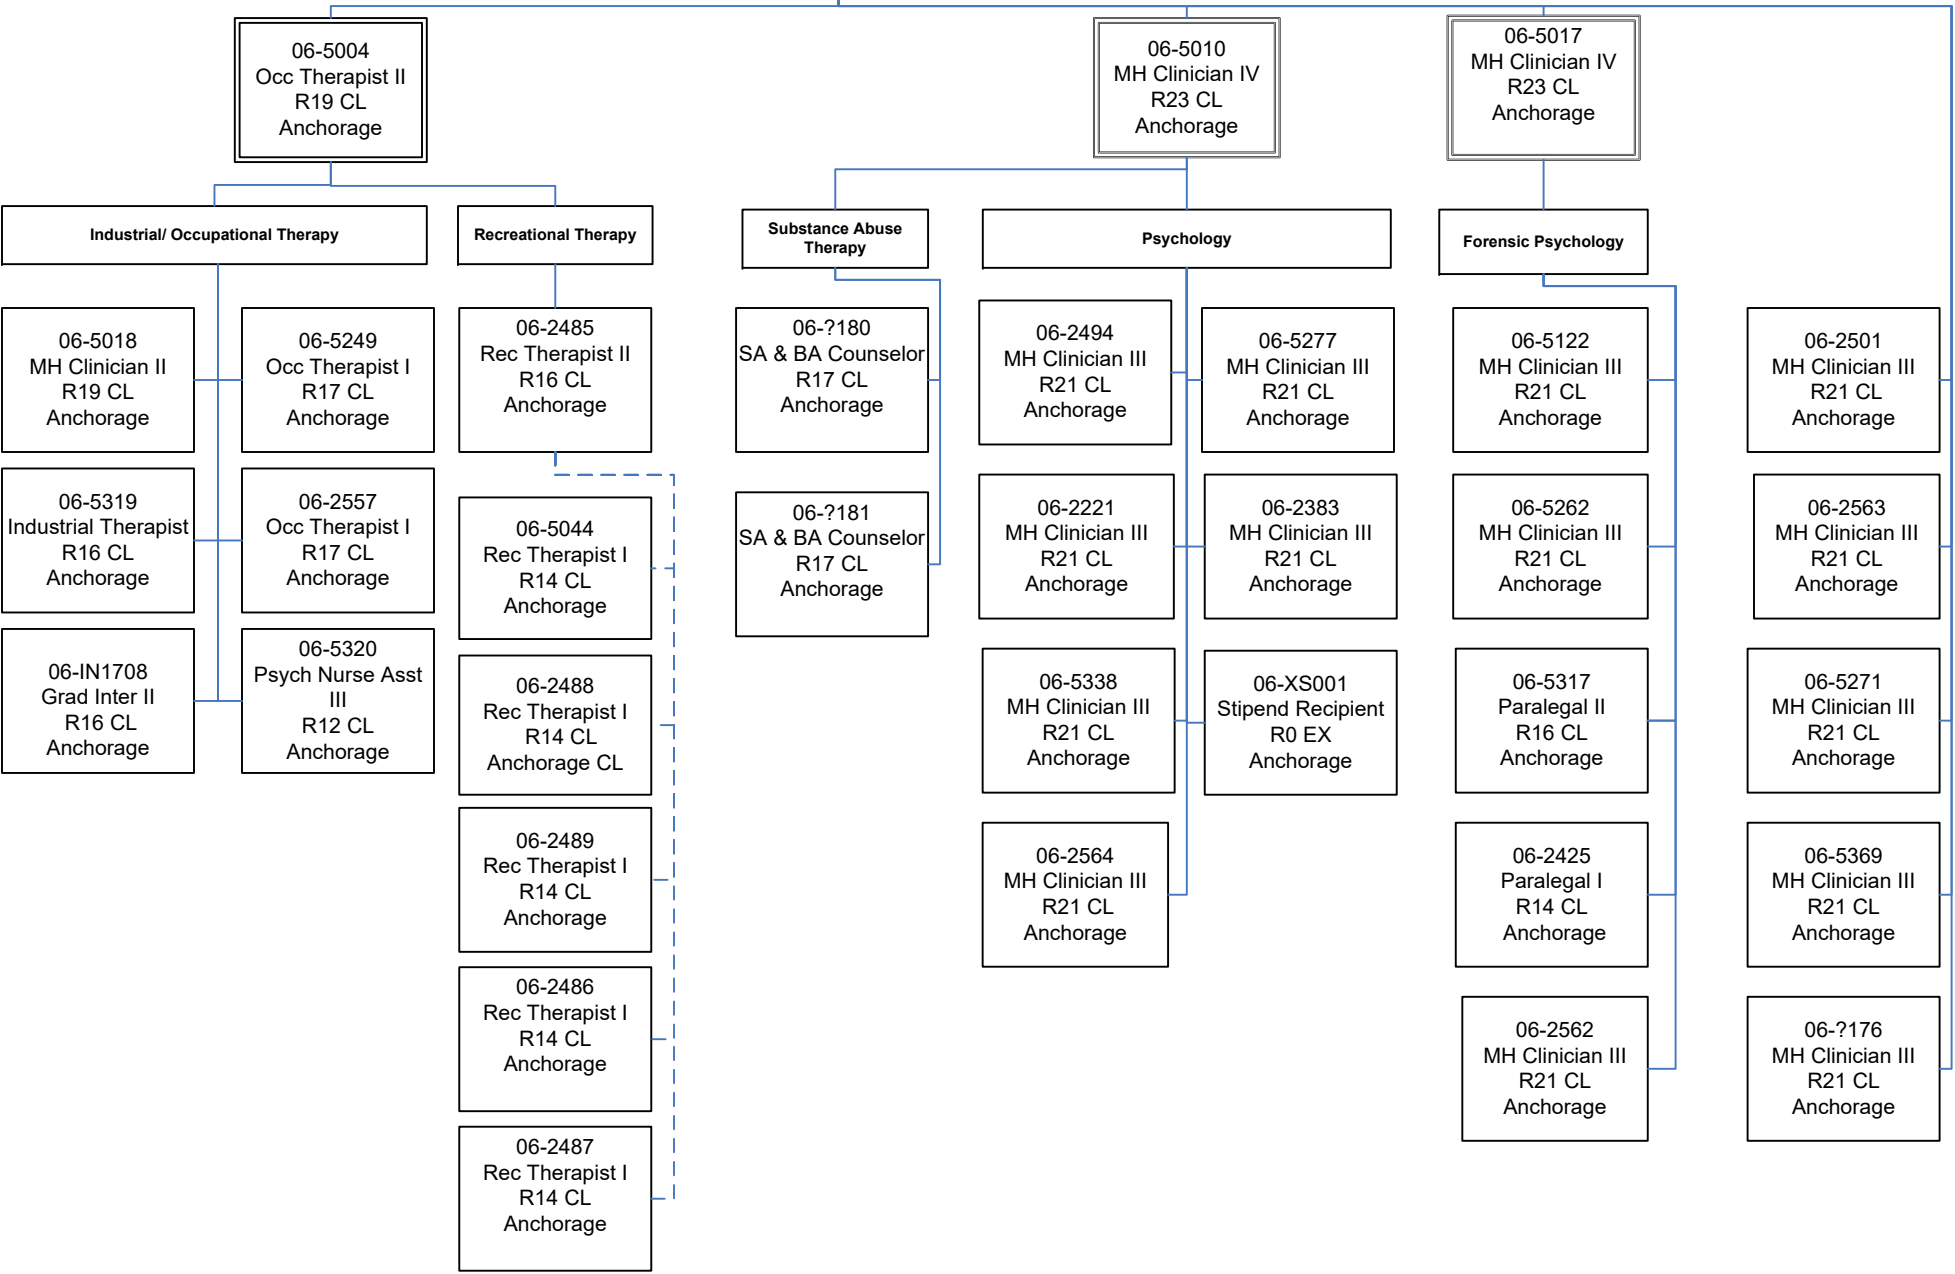 06-5004
Occ Therapist II
R19 CL
Anchorage
06-5010
MH Clinician IV
R23 CL
Anchorage
06-5017
MH Clinician IV
R23 CL
Anchorage
Industrial/ Occupational Therapy
Recreational Therapy
Substance Abuse
Therapy
Psychology
Forensic Psychology
06-5018
MH Clinician II
R19 CL
Anchorage
06-5249
Occ Therapist I
R17 CL
Anchorage
06-5319
Industrial Therapist
R16 CL
Anchorage
06-2557
Occ Therapist I
R17 CL
Anchorage
06-IN1708
Grad Inter II
R16 CL
Anchorage
06-5320
Psych Nurse Asst
III
R12 CL
Anchorage
06-2485
Rec Therapist II
R16 CL
Anchorage
06-5044
Rec Therapist I
R14 CL
Anchorage
06-2488
Rec Therapist I
R14 CL
Anchorage CL
06-2489
Rec Therapist I
R14 CL
Anchorage
06-2486
Rec Therapist I
R14 CL
Anchorage
06-2487
Rec Therapist I
R14 CL
Anchorage
06-?180
SA & BA Counselor
R17 CL
Anchorage
06-?181
SA & BA Counselor
R17 CL
Anchorage
06-2494
MH Clinician III
R21 CL
Anchorage
06-5277
MH Clinician III
R21 CL
Anchorage
06-2221
MH Clinician III
R21 CL
Anchorage
06-2383
MH Clinician III
R21 CL
Anchorage
06-5338
MH Clinician III
R21 CL
Anchorage
06-XS001
Stipend Recipient
R0 EX
Anchorage
06-2564
MH Clinician III
R21 CL
Anchorage
06-5122
MH Clinician III
R21 CL
Anchorage
06-5262
MH Clinician III
R21 CL
Anchorage
06-5317
Paralegal II
R16 CL
Anchorage
06-2425
Paralegal I
R14 CL
Anchorage
06-2562
MH Clinician III
R21 CL
Anchorage
06-2501
MH Clinician III
R21 CL
Anchorage
06-2563
MH Clinician III
R21 CL
Anchorage
06-5271
MH Clinician III
R21 CL
Anchorage
06-5369
MH Clinician III
R21 CL
Anchorage
06-?176
MH Clinician III
R21 CL
Anchorage